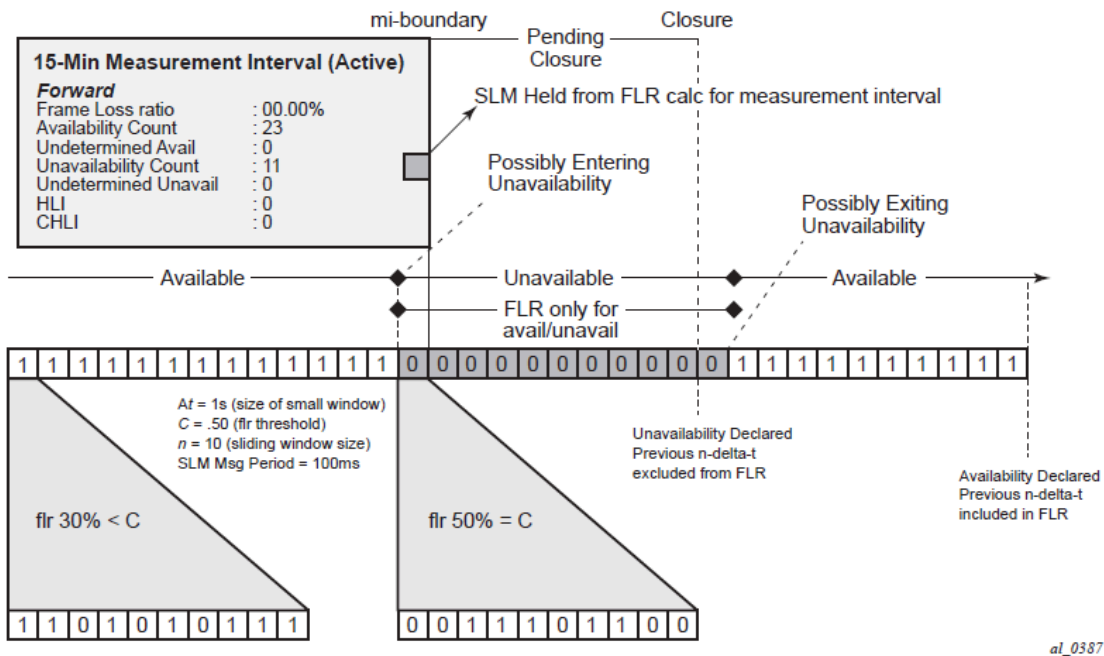 mi-boundary
Closure
Pending
Closure
15-Min Measurement Interval (Active)
Forward
Frame Loss ratio : 00.00%
Availability Count : 23
Undetermined Avail : 0
Unavailability Count : 11
Undetermined Unavail : 0
HLI : 0
CHLI : 0
SLM Held from FLR calc for measurement interval
Possibly Entering
Unavailability
Possibly Exiting
Unavailability
Available
Unavailable
Available
FLR only for
avail/unavail
1 1 1 1 1 1 1 1 1 1 1 1 1 0 0 0 0 0 0 0 0 0 0 0 1 1 1 1 1 1 1 1 1 1
At = 1s (size of small window)
C = .50 (flr threshold)
n = 10 (sliding window size)
SLM Msg Period = 100ms
Unavailability Declared
Previous n-delta-t
excluded from FLR
Availability Declared
Previous n-delta-t
included in FLR
flr 30% < C
flr 50% = C
1 1 0 1 0 1 0 1 1 1
0 0 1 1 1 0 1 1 0 0
al_0387